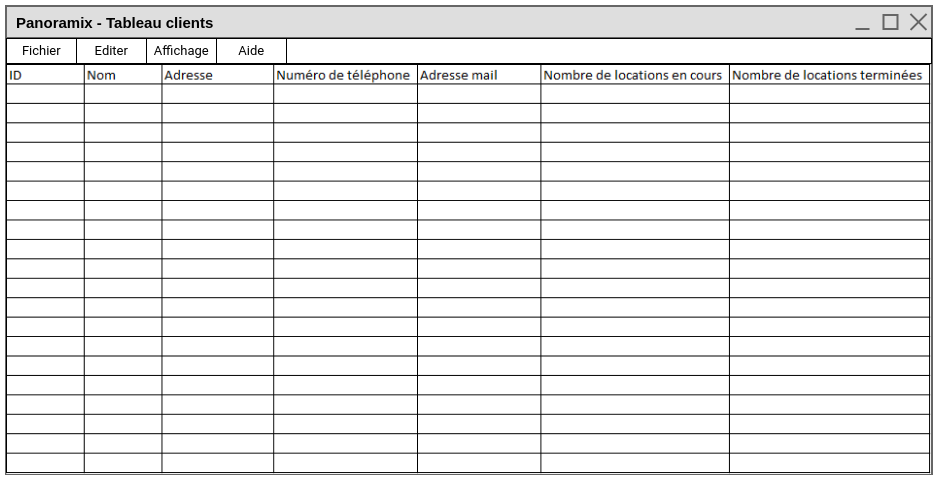 Panoramix - Tableau clients
Fichier Editer Affichage Aide
ID Nom Adresse Numéro de téléphone Adresse mail Nombre de locations en cours Nombre de locations terminées